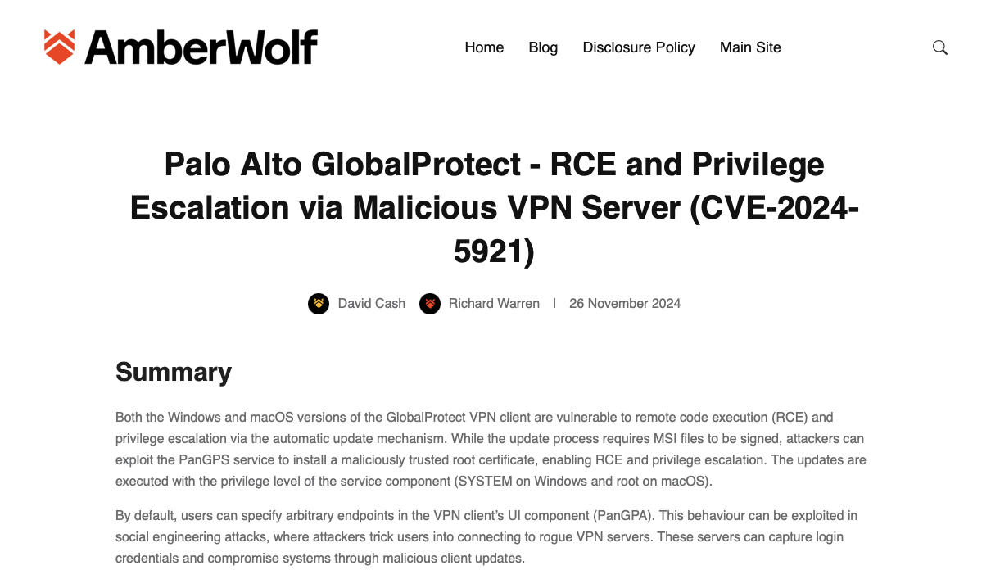 AmberWolf
Home Blog Disclosure Policy Main Site
Palo Alto GlobalProtect - RCE and Privilege
Escalation via Malicious VPN Server (CVE-2024-
5921)
David Cash Richard Warren | 26 November 2024
Summary
Both the Windows and macOS versions of the GlobalProtect VPN client are vulnerable to remote code execution (RCE) and
privilege escalation via the automatic update mechanism. While the update process requires MSI files to be signed, attackers can
exploit the PanGPS service to install a maliciously trusted root certificate, enabling RCE and privilege escalation. The updates are
executed with the privilege level of the service component (SYSTEM on Windows and root on macOS).
By default, users can specify arbitrary endpoints in the VPN client’s UI component (PanGPA). This behaviour can be exploited in
social engineering attacks, where attackers trick users into connecting to rogue VPN servers. These servers can capture login
credentials and compromise systems through malicious client updates.